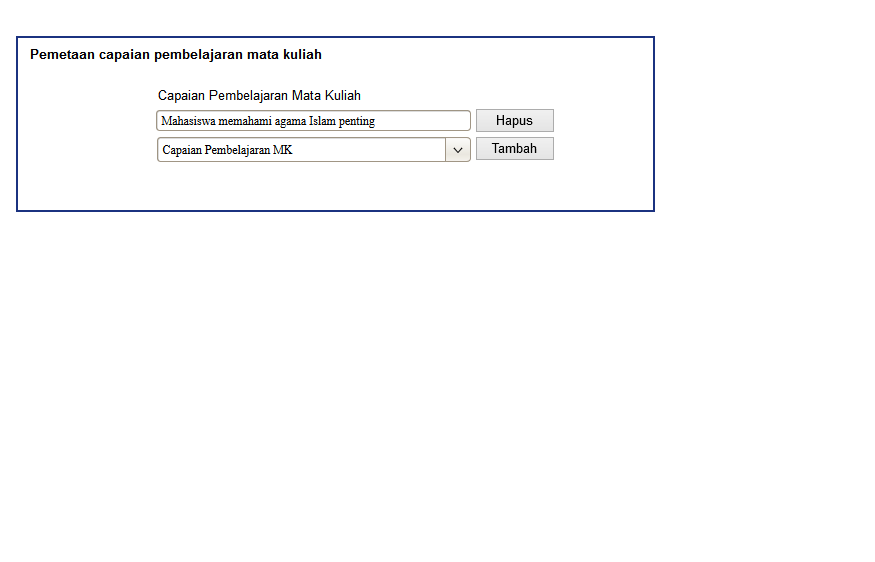 Pemetaan capaian pembelajaran mata kuliah
Capaian Pembelajaran Mata Kuliah
Mahasiswa memahami agama Islam penting
Hapus
Capaian Pembelajaran MK
Tambah